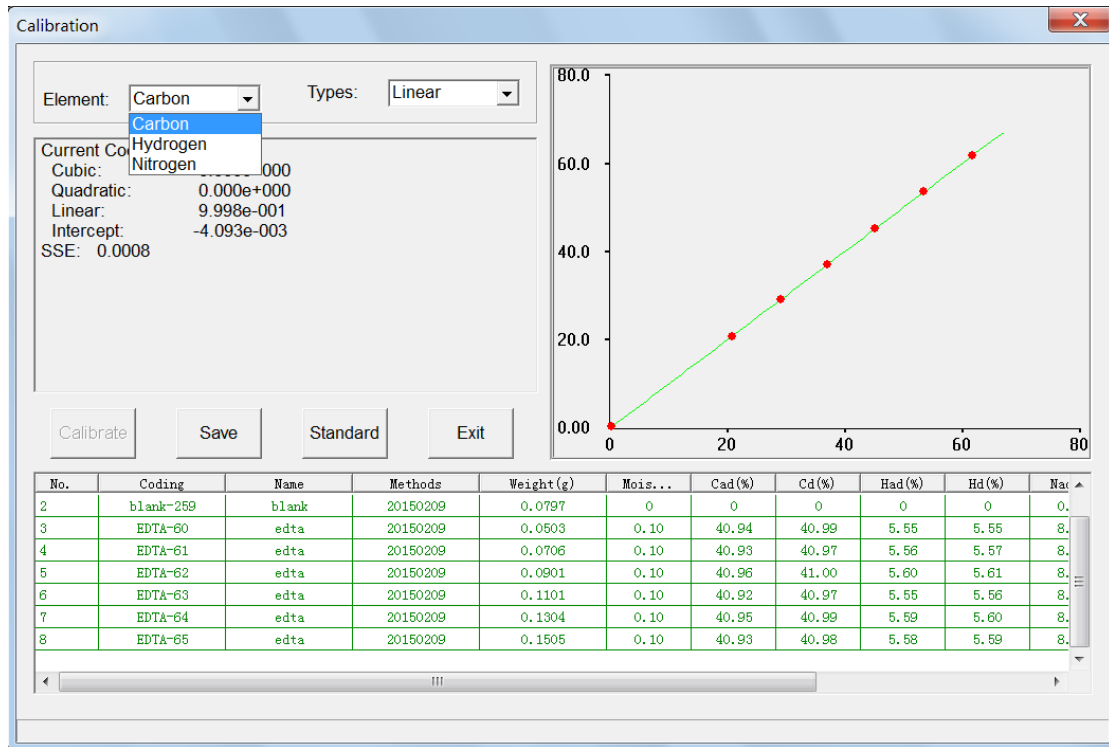 Calibration
Element: Carbon Types: Linear
Carbon
Hydrogen
Nitrogen
Current
Cubic: 000
Quadratic: 0.000e+000
Linear: 9.998e-001
Intercept: -4.093e-003
SSE: 0.0008
Calibrate Save Standard Exit
80.0
60.0
40.0
20.0
0.00
0 20 40 60 80
No. Coding Name Methods Weight(g) Mois... Cad(%) Cd(%) Had(%) Hd(%)
2 blank-259 blank 20150209 0.0797 0 0 0 0 0 0.
3 EDTA-60 edta 20150209 0.0503 0.10 40.94 40.99 5.55 5.55 8.
4 EDTA-61 edta 20150209 0.0706 0.10 40.93 40.97 5.56 5.57 8.
5 EDTA-62 edta 20150209 0.0901 0.10 40.96 41.00 5.60 5.61 8.
6 EDTA-63 edta 20150209 0.1101 0.10 40.92 40.97 5.55 5.56 8.
7 EDTA-64 edta 20150209 0.1304 0.10 40.95 40.99 5.59 5.60 8.
8 EDTA-65 edta 20150209 0.1505 0.10 40.93 40.98 5.58 5.59 8.